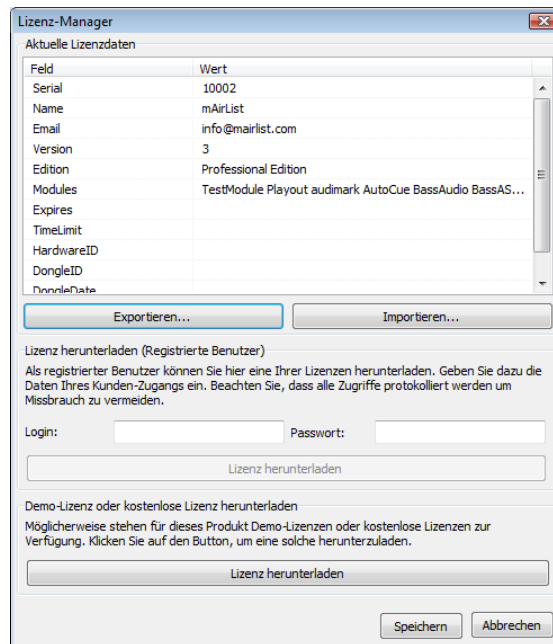 Lizenz-Manager
Aktuelle Lizenzdaten
Feld Wert
Serial 10002
Name mAirList
Email info@mairlist.com
Version 3
Edition Professional Edition
Modules TestModule Playout audimark AutoCue BassAudio BassAS...
Expires
TimeLimit
HardwareID
DongleID
DongleDate
Exportieren... Importieren...
Lizenz herunterladen (Registrierte Benutzer)
Als registrierter Benutzer können Sie hier eine Ihrer Lizenzen herunterladen. Geben Sie dazu die
Daten Ihres Kunden-Zugangs ein. Beachten Sie, dass alle Zugriffe protokolliert werden um
Missbrauch zu vermeiden.
Login: Passwort:
Lizenz herunterladen
Demo-Lizenz oder kostenlose Lizenz herunterladen
Möglicherweise stehen für dieses Produkt Demo-Lizenzen oder kostenlose Lizenzen zur
Verfügung. Klicken Sie auf den Button, um eine solche herunterzuladen.
Lizenz herunterladen
Speichern Abbrechen